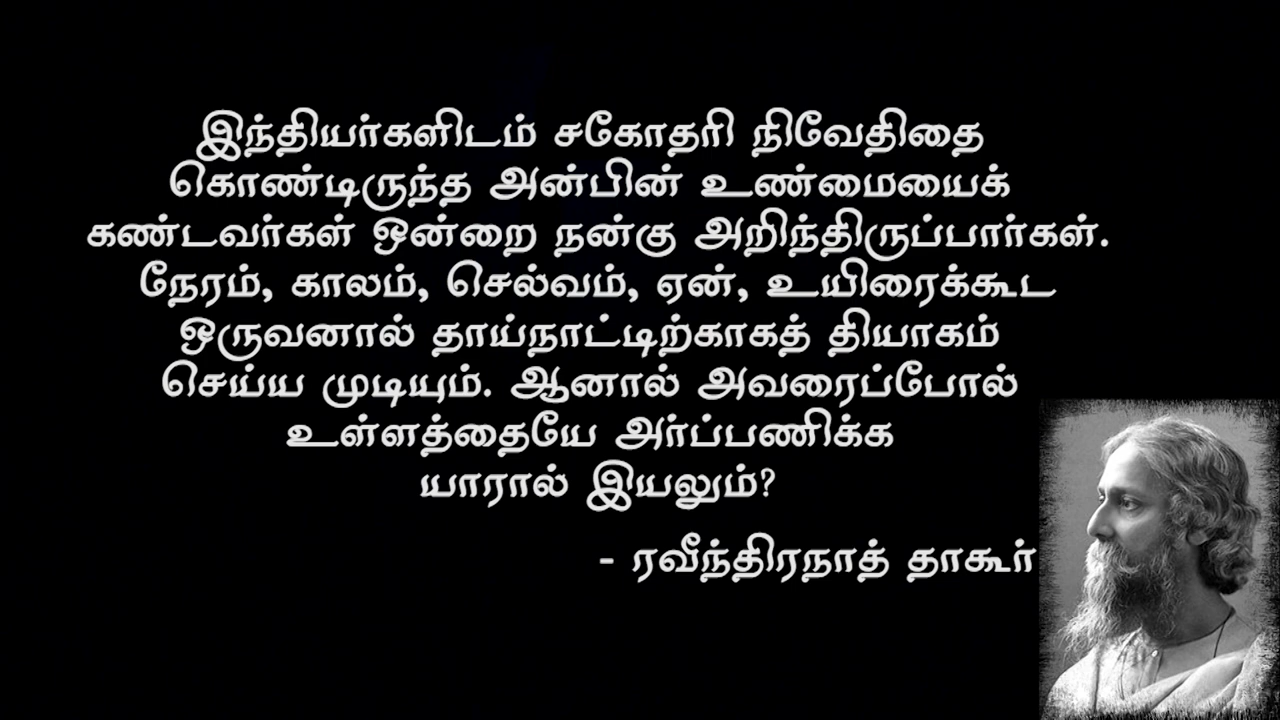 இந்தியர்களிடம் சகோதரி நிவேதிதை
கொண்டிருந்த அன்பின் உண்மையைக்
கண்டவர்கள் ஒன்றை நன்கு அறிந்திருப்பார்கள்.
நேரம், காலம், செல்வம், ஏன், உயிரைக்கூட
ஒருவனால் தாய்நாட்டிற்காகத் தியாகம்
செய்ய முடியும். ஆனால் அவரைப்போல்
உள்ளத்தையே அர்ப்பணிக்க
யாரால் இயலும்?
- ரவீந்திரநாத் தாகூர்